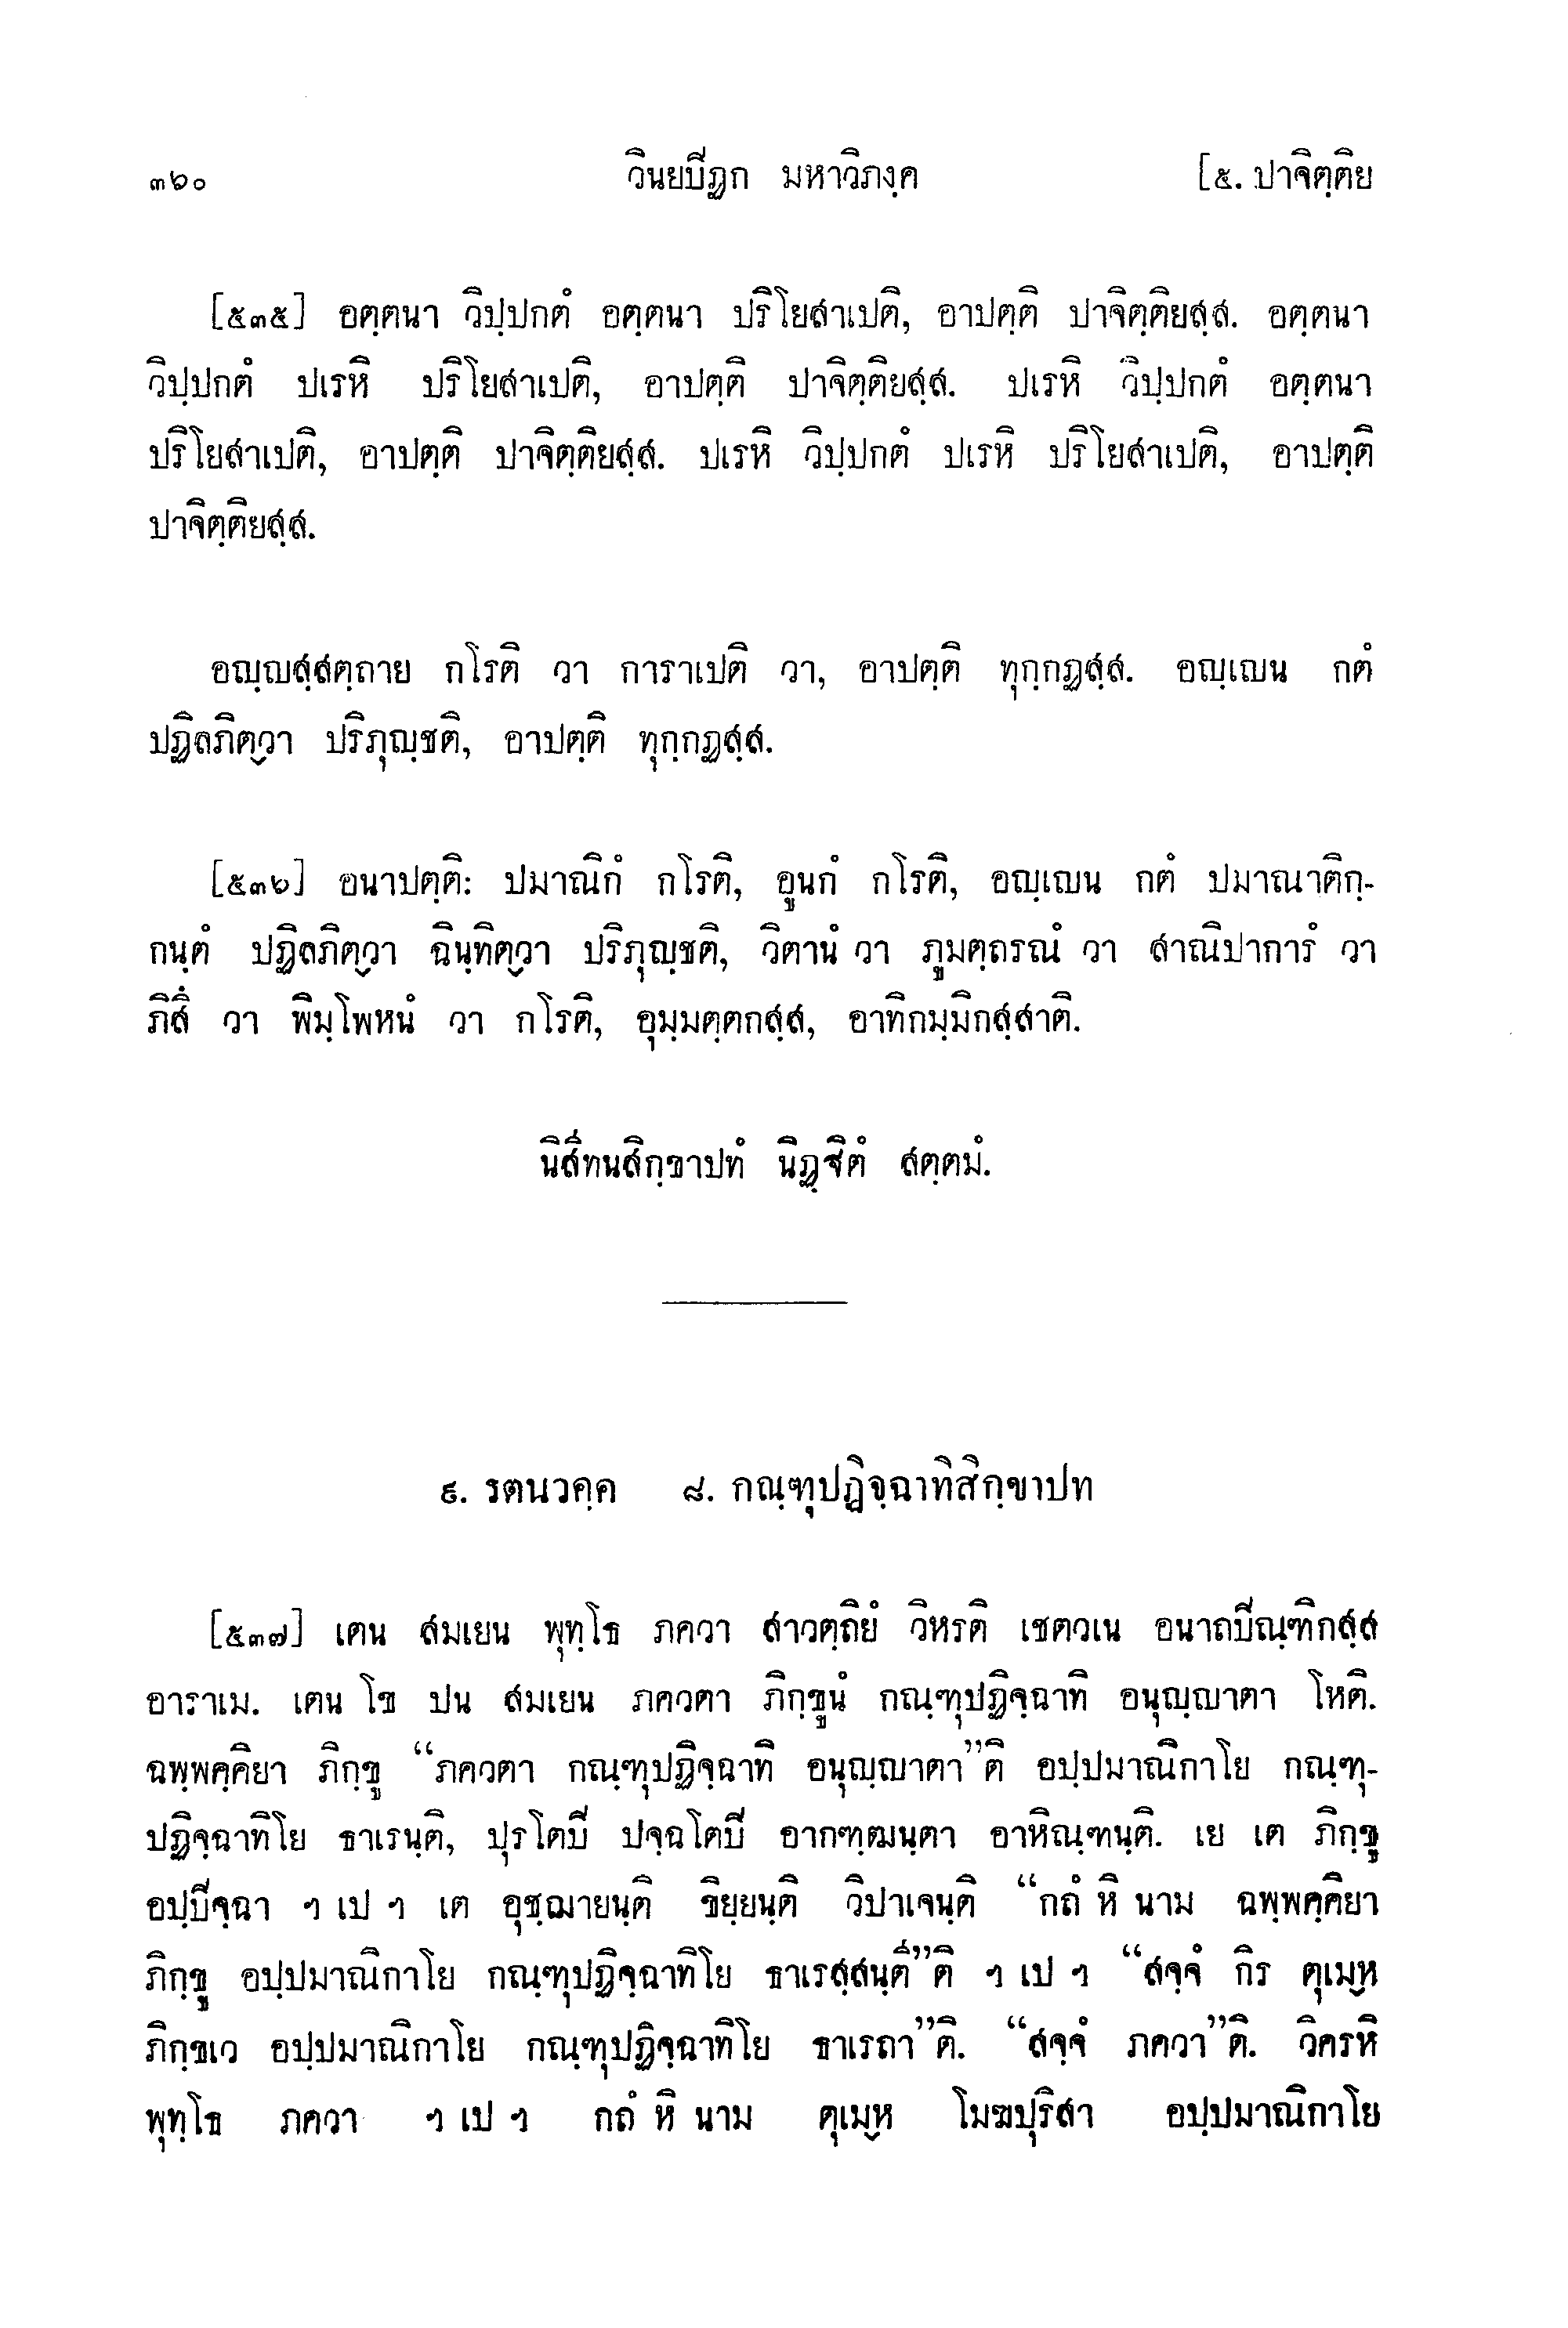 ๓๖๐ วินยปีฏก มหาวิภงฺค [๕. ปาจิตฺติย
[๕๓๕] อตฺตนา วิปฺปกตํ อตฺตนา ปริโยสาเปติ, อาปตฺติ ปาจิตฺติยสฺส. อตฺตนา
วิปฺปกตํ ปเรหิ ปริโยสาเปติ, อาปตฺติ ปาจิตฺติยสฺส. ปเรหิ วิปฺปกตํ อตฺตนา
ปริโยสาเปติ, อาปตฺติ ปาจิตฺติยสฺส. ปเรหิ วิปฺปกตํ ปเรหิ ปริโยสาเปติ, อาปตฺติ
ปาจิตฺติยสฺส.
อญฺญสฺสตฺถาย กโรติ วา การาเปติ วา, อาปตฺติ ทุกฺกฏสฺส. อญฺเญน กตํ
ปฏิลภิตฺวา ปริภุญฺชติ, อาปตฺติ ทุกฺกฏสฺส.
[๕๓๖] อนาปตฺติ: ปมาณิกํ กโรติ, อูนกํ กโรติ, อญฺเญน กตํ ปมาณาติกฺ-
กนฺตํ ปฏิลภิตฺวา ฉินฺทิตฺวา ปริภุญฺชติ, วิตานํ วา ภูมตฺถรณํ วา สาณิปาการํ วา
ภิสึ วา พิมฺโพหนํ วา กโรติ, อุมฺมตฺตกสฺส, อาทิกมฺมิกสฺสาติ.
นิสีทนสิกฺขาปทํ นิฏฺฐิตํ สตฺตมํ.
๙. รตนวคฺค ๘. กณฺฑุปฏิจฺฉาทิสิกฺขาปท
[๕๓๗] เตน สมเยน พุทฺโธ ภควา สาวตฺถิยํ วิหรติ เชตวเน อนาถปีณฺฑิกสฺส
อาราเม. เตน โข ปน สมเยน ภควตา ภิกฺขูนํ กณฺฑุปฏิจฺฉาทิ อนุญฺญาตา โหติ.
ฉพฺพคฺคิยา ภิกฺขู “ภควตา กณฺฑุปฏิจฺฉาทิ อนุญฺญาตา”ติ อปฺปมาณิกาโย กณฺฑุ-
ปฏิจฺฉาทิโย ธาเรนฺติ, ปุรโตปี ปจฺฉโตปี อากฑฺฒนฺตา อาหิณฺฑนฺติ. เย เต ภิกฺขู
อปฺปีจฺฉา ฯ เป ฯ เต อุชฺฌายนฺติ ขิยฺยนฺติ วิปาเจนฺติ “กถํ หิ นาม ฉพฺพคฺคิยา
ภิกฺขู อปฺปมาณิกาโย กณฺฑุปฏิจฺฉาทิโย ธาเรสฺสนฺตี”ติ ฯ เป ฯ “สจฺจํ กิร ตุเมฺห
ภิกฺขเว อปฺปมาณิกาโย กณฺฑุปฏิจฺฉาทิโย ธาเรถา”ติ. “สจฺจํ ภควา”ติ. วิครหิ
พุทฺโธ ภควา ฯ เป ฯ กถํ หิ นาม ตุเมฺห โมฆปุริสา อปฺปมาณิกาโย